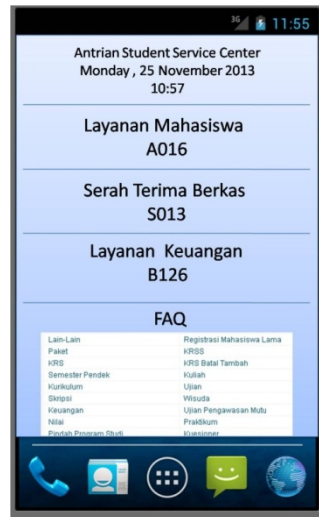 3G 11:55
Antrian Student Service Center
Monday , 25 November 2013
10:57
Layanan Mahasiswa
A016
Serah Terima Berkas
S013
Layanan Keuangan
B126
FAQ
Lain-Lain Registrasi Mahasiswa Lama
Paket KRSS
KRS KRS Batal Tambah
Semester Pendek Kuliah
Kurikulum Ujian
Skripsi Wisuda
Keuangan Ujian Pengawasan Mutu
Nilai Praktikum
Pindah Program Studi Kuesioner